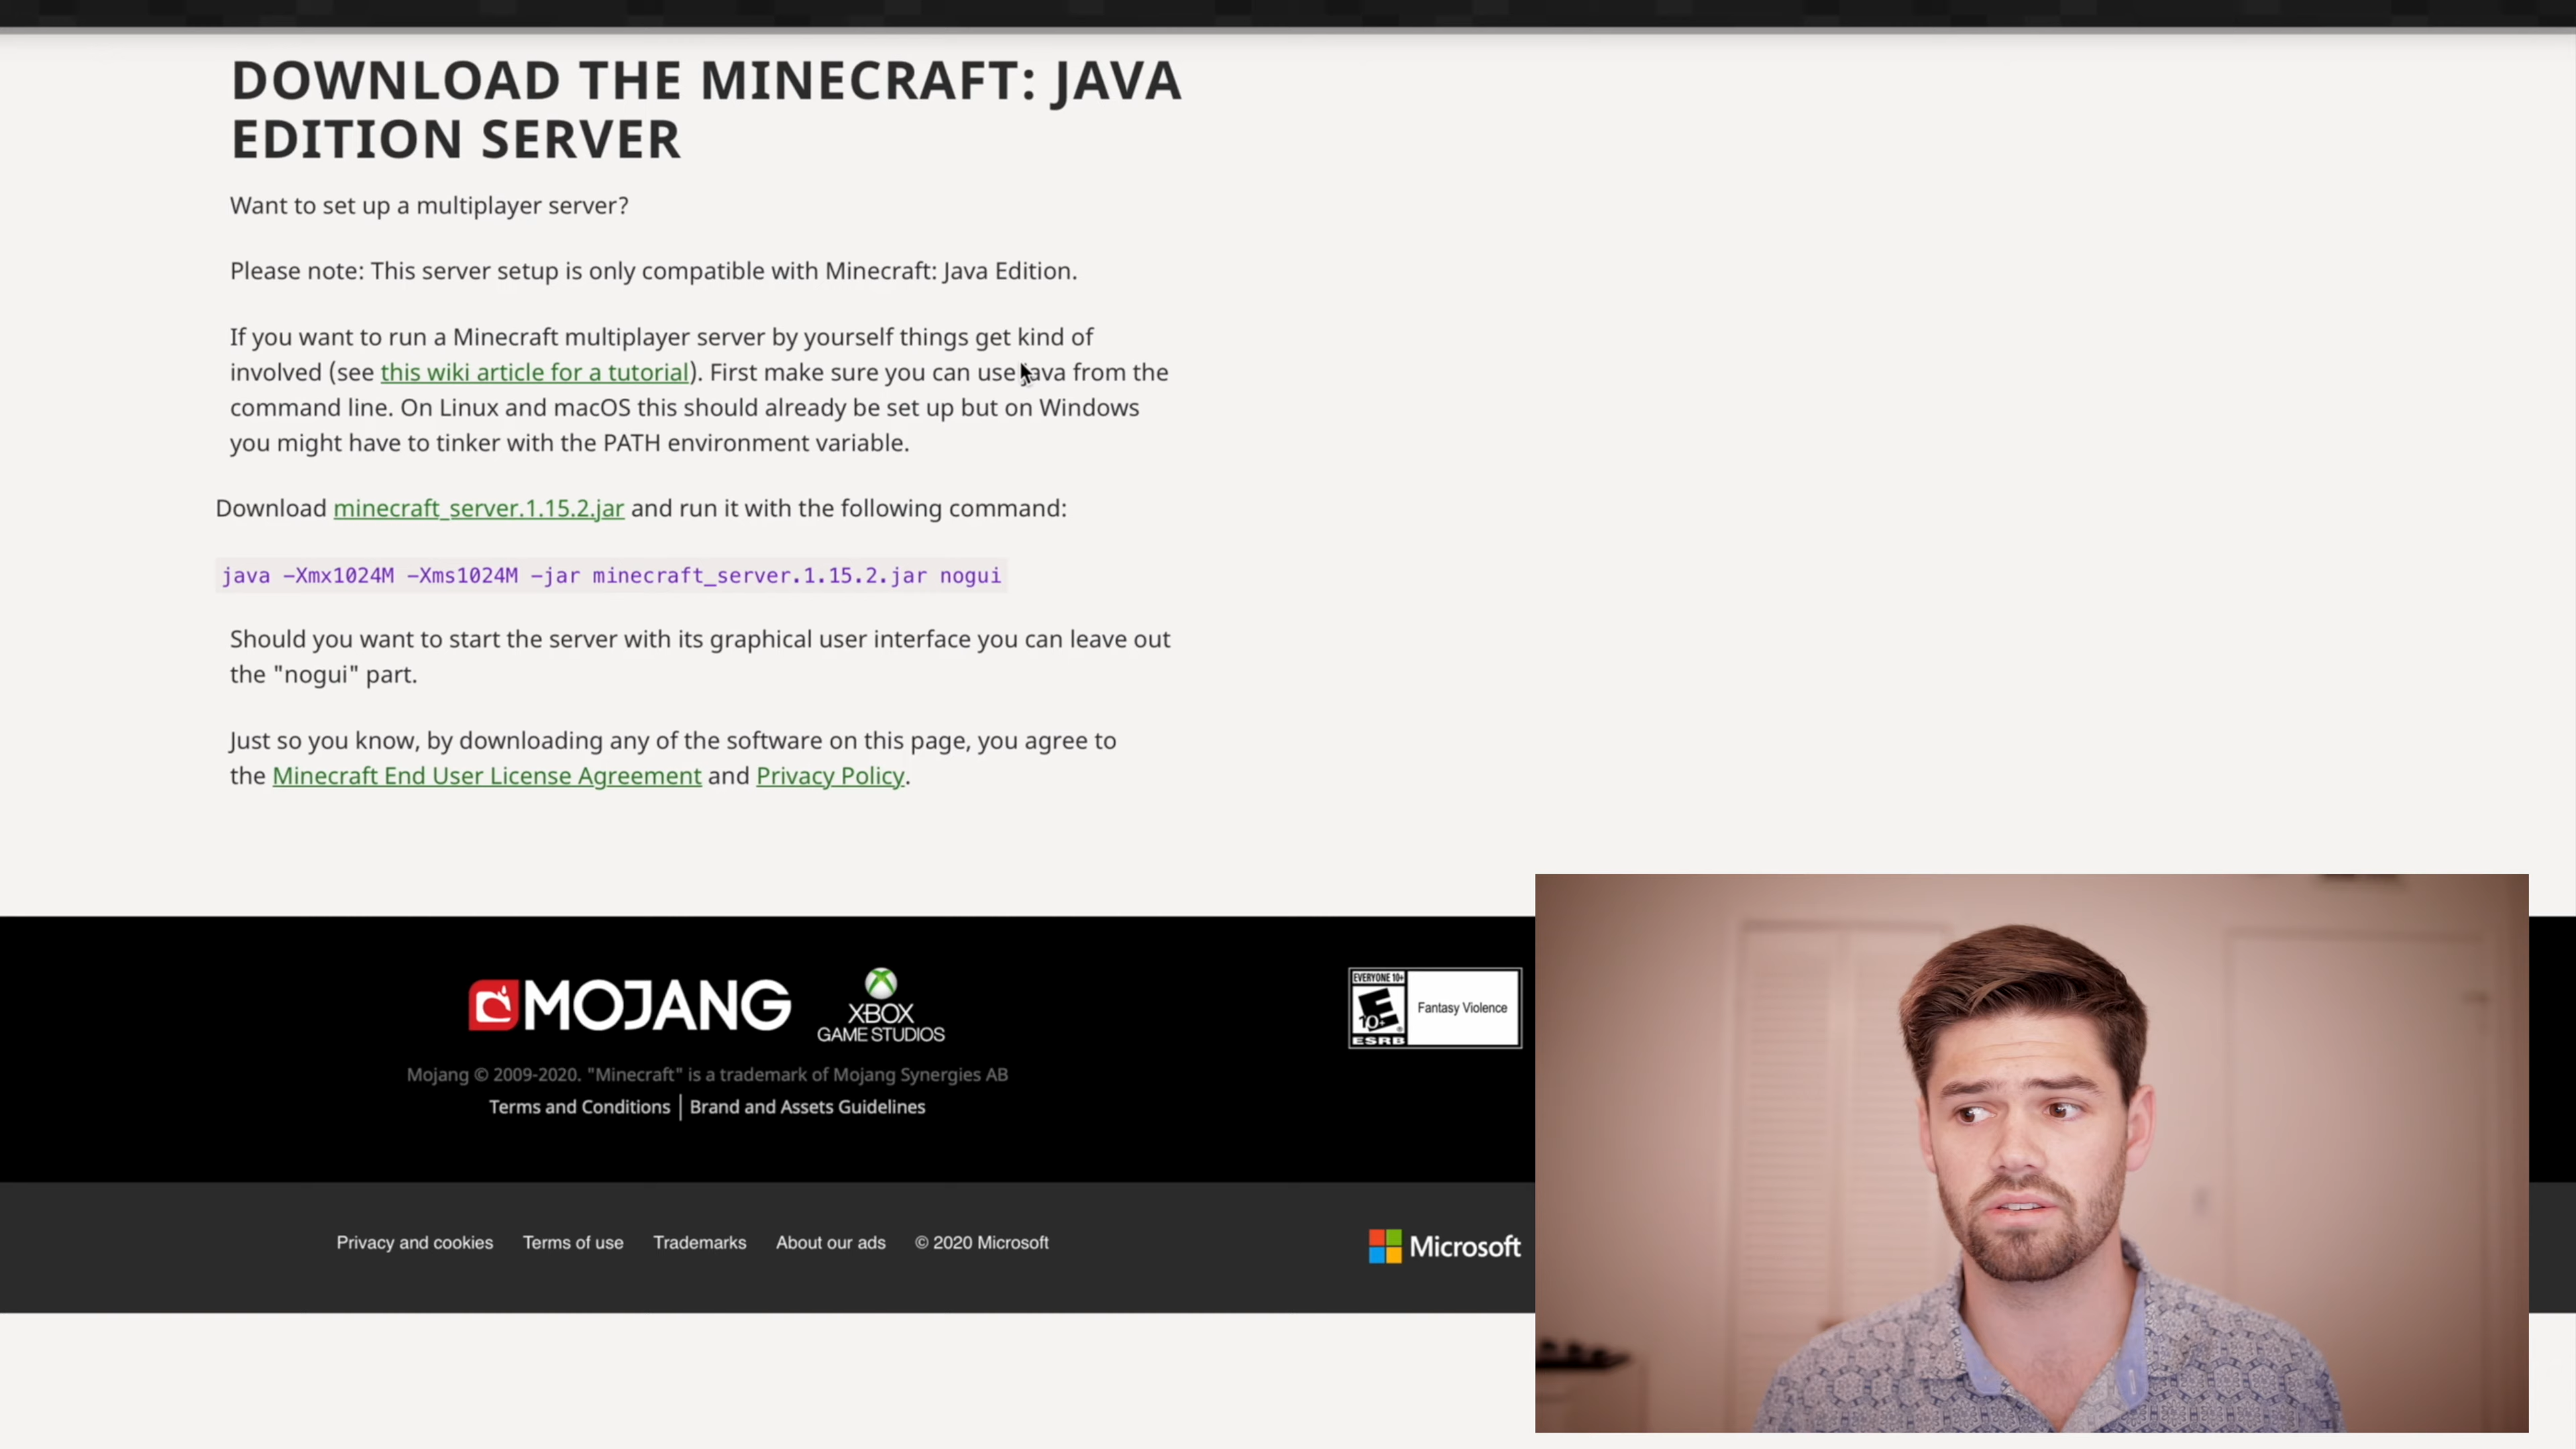 DOWNLOAD THE MINECRAFT: JAVA
EDITION SERVER
Want to set up a multiplayer server?
Please note: This server setup is only compatible with Minecraft: Java Edition.
If you want to run a Minecraft multiplayer server by yourself things get kind of
involved (see this wiki article for a tutorial). First make sure you can use Java from the
command line. On Linux and macOS this should already be set up but on Windows
you might have to tinker with the PATH environment variable.
Download minecraft_server.1.15.2.jar and run it with the following command:
java -Xmx1024M -Xms1024M -jar minecraft_server.1.15.2.jar nogui
Should you want to start the server with its graphical user interface you can leave out
the "nogui" part.
Just so you know, by downloading any of the software on this page, you agree to
the Minecraft End User License Agreement and Privacy Policy.
MOJANG
XBOX
GAME STUDIOS
EVERYONE 10+
E
10+
ESRB
Fantasy Violence
Mojang © 2009-2020. "Minecraft" is a trademark of Mojang Synergies AB
Terms and Conditions | Brand and Assets Guidelines
Privacy and cookies Terms of use Trademarks About our ads © 2020 Microsoft
Microsoft